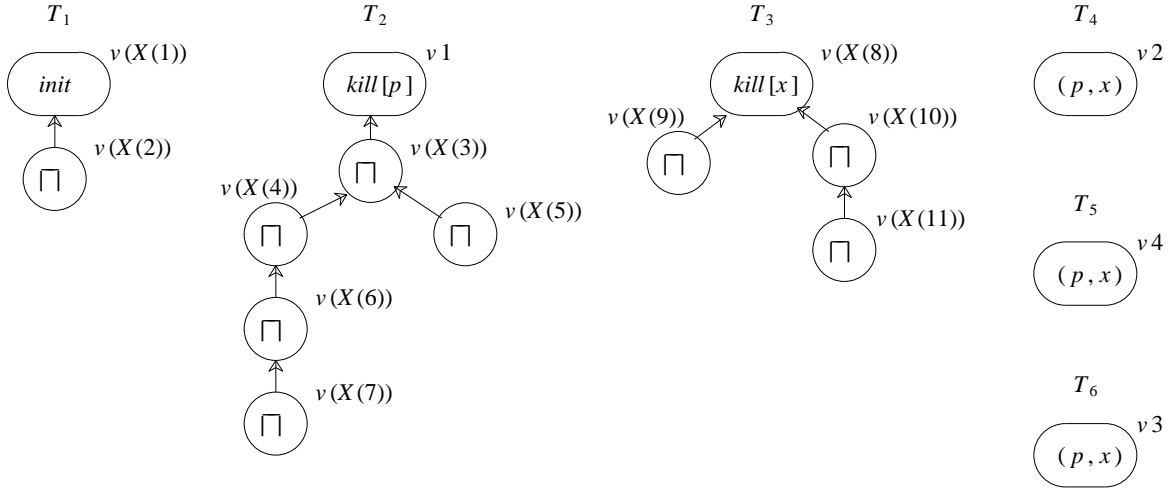 T1 T2 T3 T4
v(X(1)) v1 v(X(8)) v2
init kill[p] kill[x] (p,x)
v(X(2)) v(X(3)) v(X(9)) v(X(10))
⊓ ⊓ ⊓ ⊓
v(X(4)) v(X(5)) v(X(11)) T5
⊓ ⊓ ⊓ v4
(p,x)
v(X(6))
⊓
v(X(7)) T6
⊓ v3
(p,x)